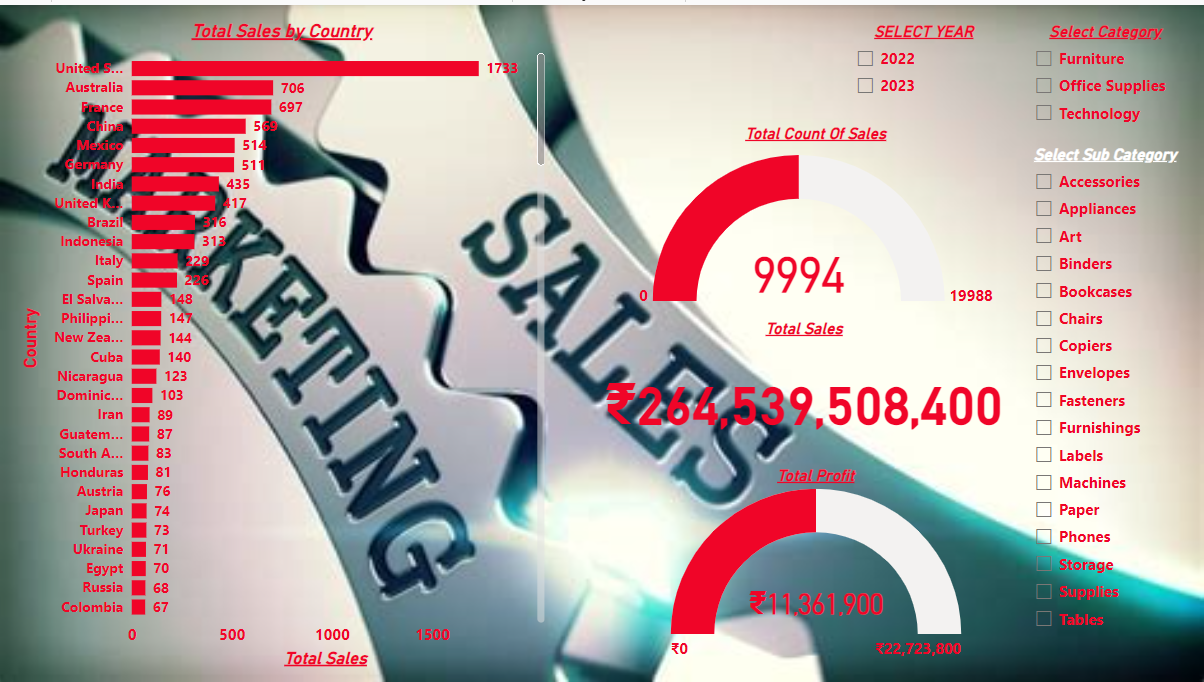 Total Sales by Country
United S... 1733
Australia 706
France 697
China 569
Mexico 514
Germany 511
India 435
United K... 417
Brazil 316
Indonesia 313
Italy 229
Spain 226
El Salva... 148
Philippi... 147
New Zea... 144
Cuba 140
Nicaragua 123
Dominic... 103
Iran 89
Guatem... 87
South A... 83
Honduras 81
Austria 76
Japan 74
Turkey 73
Ukraine 71
Egypt 70
Russia 68
Colombia 67
Country
0 500 1000 1500
Total Sales
MARKETING
SALES
SELECT YEAR
2022
2023
Total Count Of Sales
9994
0 19988
Total Sales
₹264,539,508,400
Total Profit
₹11,361,900
₹0 ₹22,723,800
Select Category
Furniture
Office Supplies
Technology
Select Sub Category
Accessories
Appliances
Art
Binders
Bookcases
Chairs
Copiers
Envelopes
Fasteners
Furnishings
Labels
Machines
Paper
Phones
Storage
Supplies
Tables